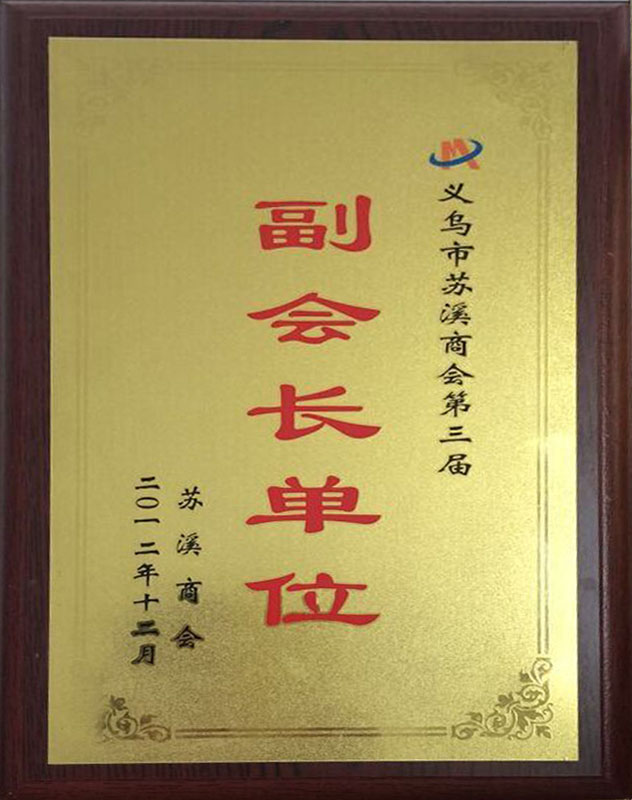 义乌市苏溪商会第三届
副会长单位
苏溪商会
二〇一二年十二月